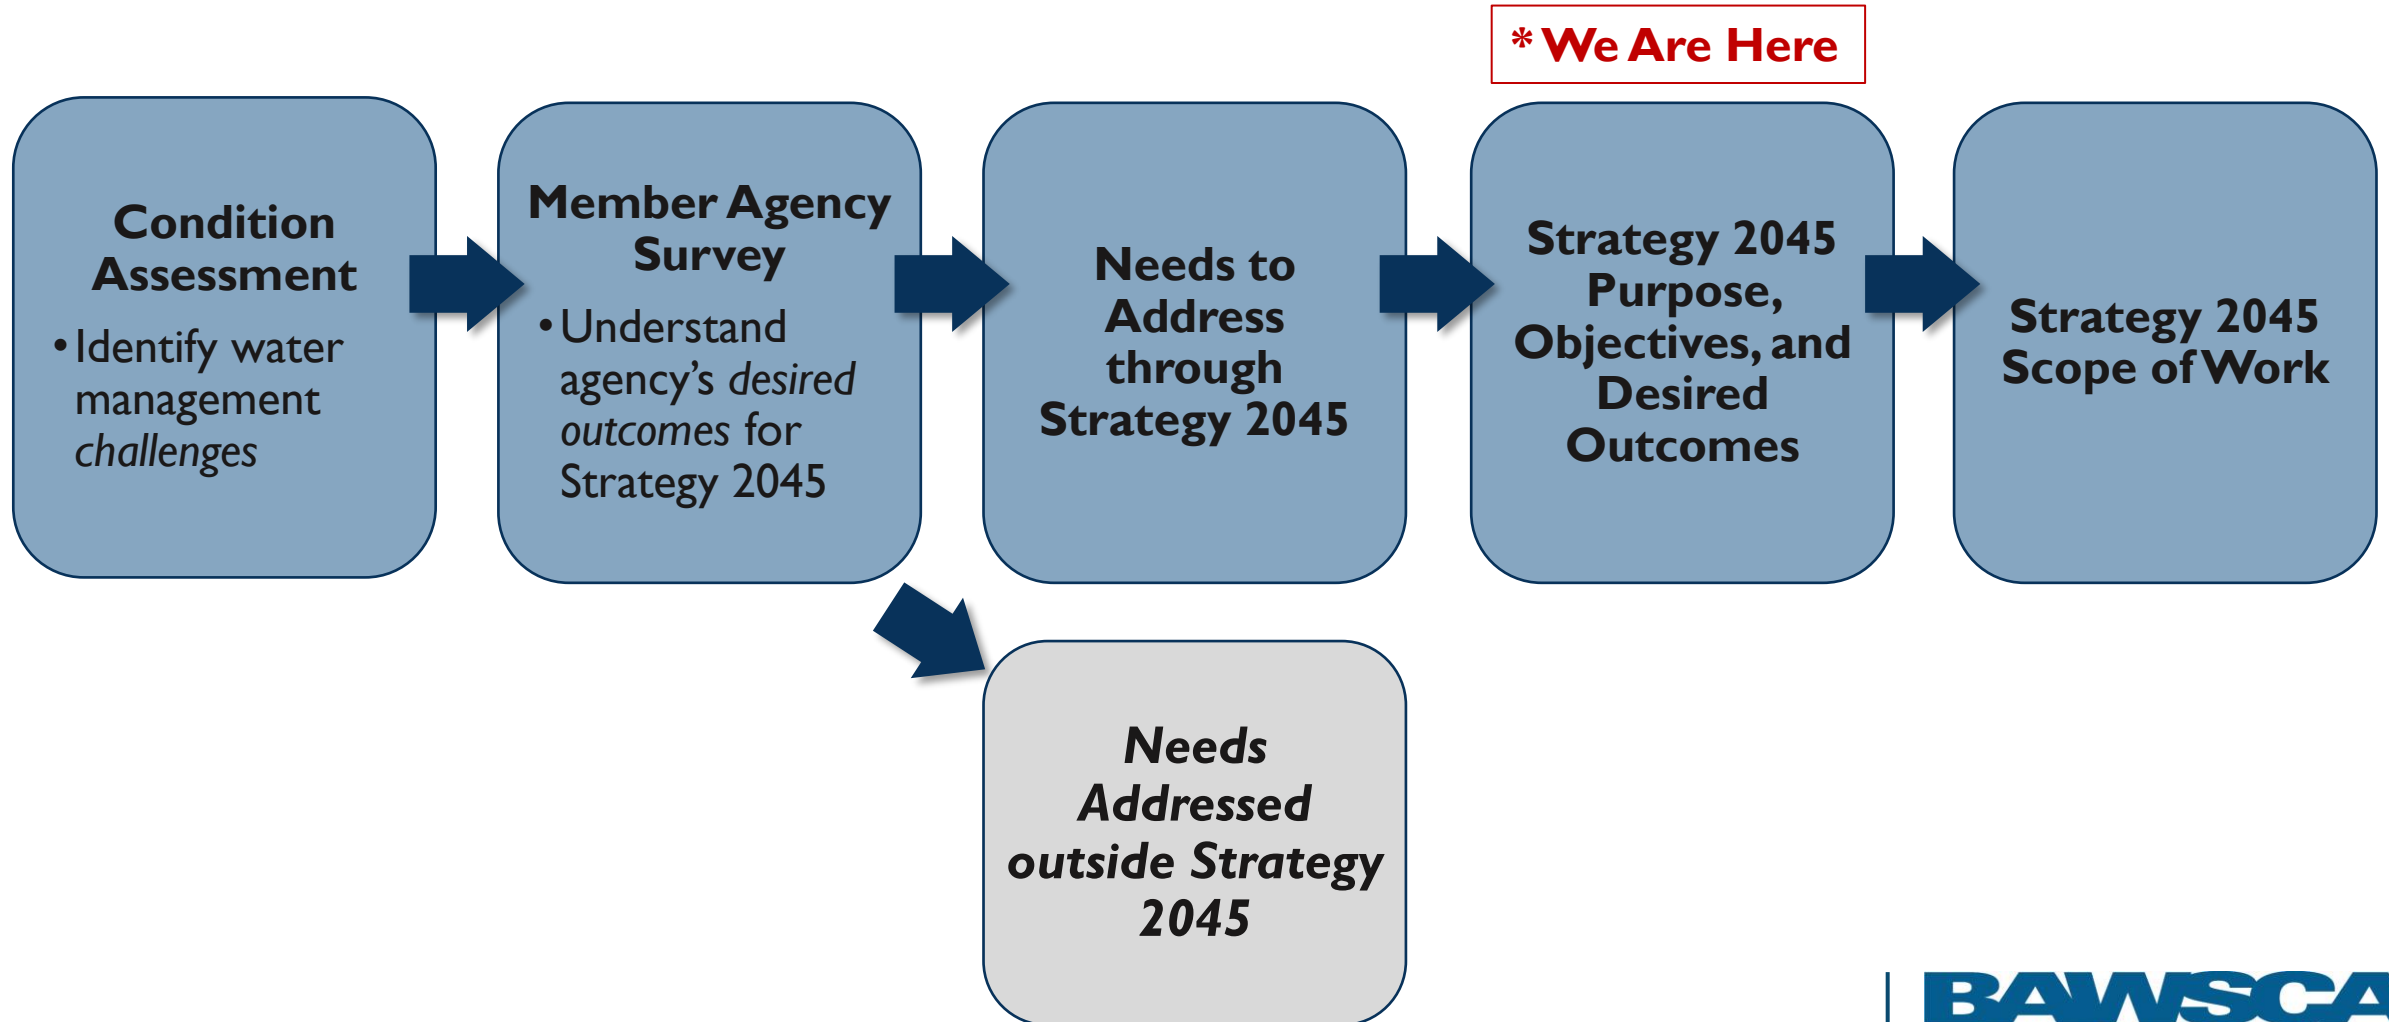 * We Are Here
Condition
Assessment
• Identify water
management
challenges
Member Agency
Survey
• Understand
agency's desired
outcomes for
Strategy 2045
Needs to
Address
through
Strategy 2045
Strategy 2045
Purpose,
Objectives, and
Desired
Outcomes
Strategy 2045
Scope of Work
Needs
Addressed
outside Strategy
2045
BAWSCA